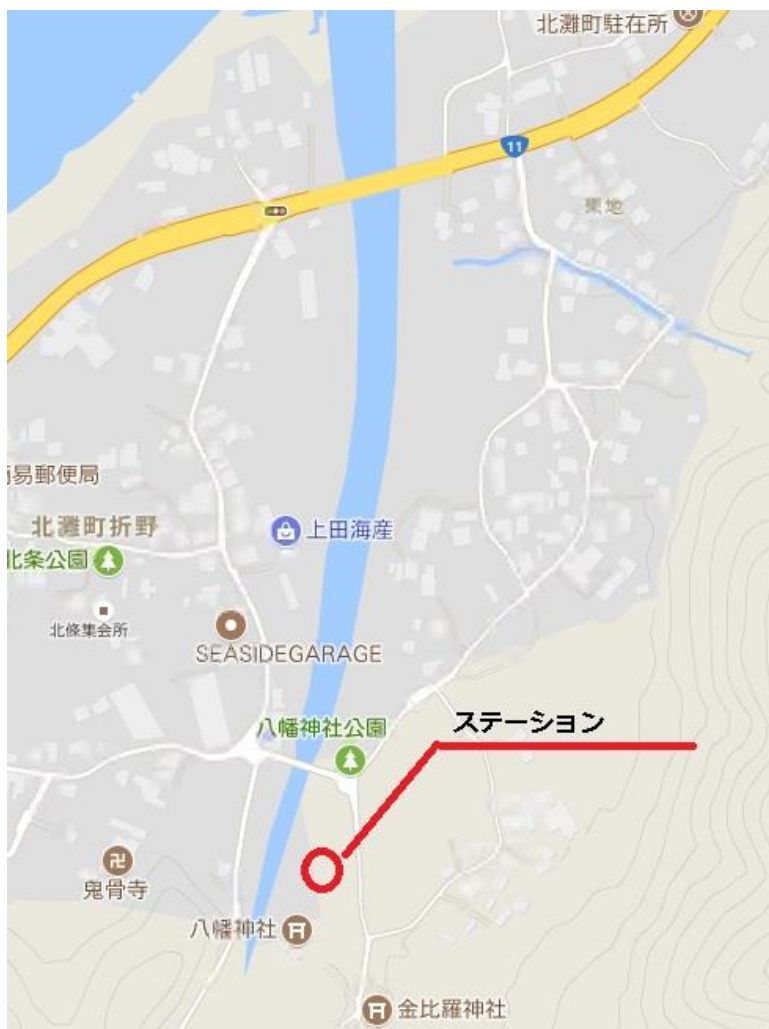 北灘町駐在所
11
東地
易郵便局
北灘町折野
上田海産
北条公園
北條集会所
SEASIDEGARAGE
ステーション
八幡神社公園
卍
鬼骨寺
八幡神社
金比羅神社